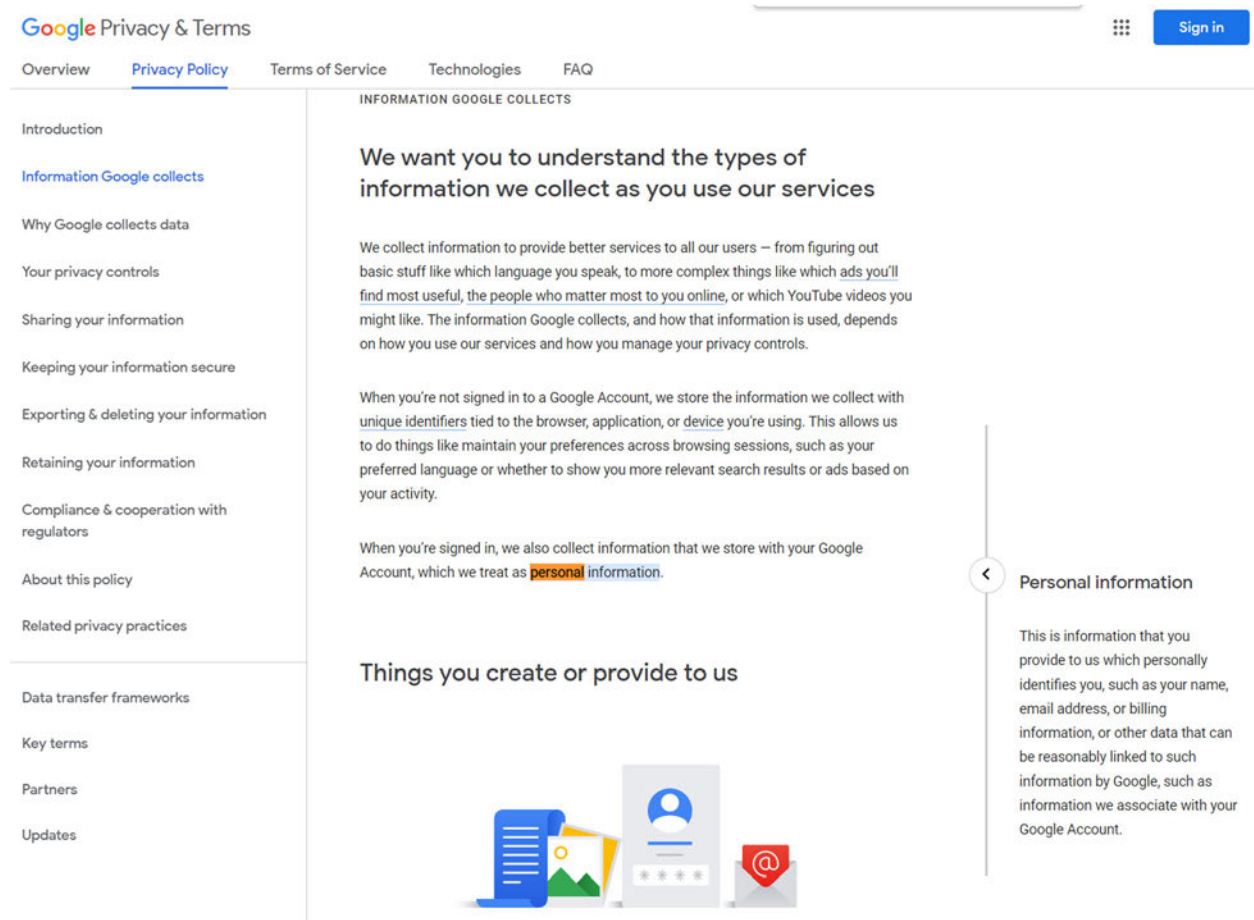 Google Privacy & Terms
Sign in
Overview Privacy Policy Terms of Service Technologies FAQ
Introduction
Information Google collects
Why Google collects data
Your privacy controls
Sharing your information
Keeping your information secure
Exporting & deleting your information
Retaining your information
Compliance & cooperation with
regulators
About this policy
Related privacy practices
Data transfer frameworks
Key terms
Partners
Updates
INFORMATION GOOGLE COLLECTS
We want you to understand the types of
information we collect as you use our services
We collect information to provide better services to all our users — from figuring out
basic stuff like which language you speak, to more complex things like which ads you'll
find most useful, the people who matter most to you online, or which YouTube videos you
might like. The information Google collects, and how that information is used, depends
on how you use our services and how you manage your privacy controls.
When you're not signed in to a Google Account, we store the information we collect with
unique identifiers tied to the browser, application, or device you're using. This allows us
to do things like maintain your preferences across browsing sessions, such as your
preferred language or whether to show you more relevant search results or ads based on
your activity.
When you're signed in, we also collect information that we store with your Google
Account, which we treat as personal information.
Things you create or provide to us
@
* * * *
Personal information
This is information that you
provide to us which personally
identifies you, such as your name,
email address, or billing
information, or other data that can
be reasonably linked to such
information by Google, such as
information we associate with your
Google Account.